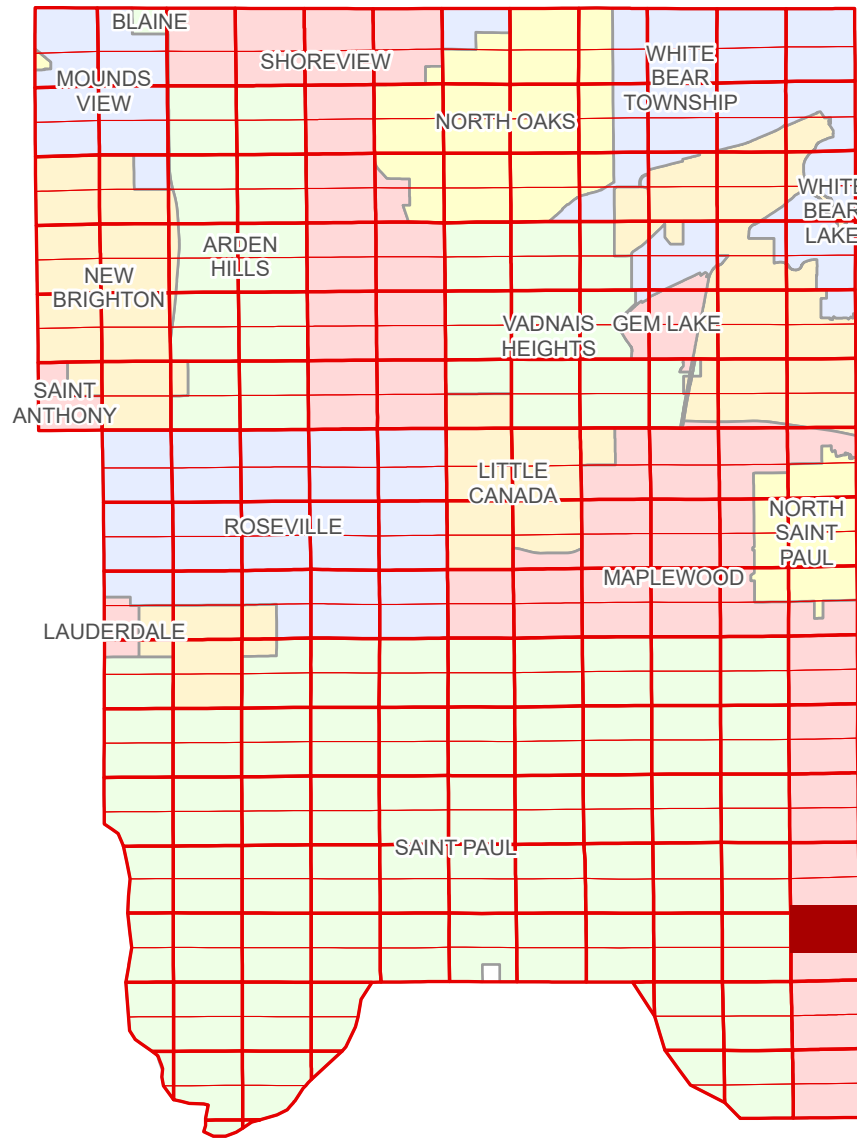 BLAINE
SHOREVIEW
WHITE
BEAR
TOWNSHIP
MOUNDS
VIEW
NORTH OAKS
WHITE
BEAR
LAKE
ARDEN
HILLS
NEW
BRIGHTON
VADNAIS
HEIGHTS
GEM LAKE
SAINT
ANTHONY
LITTLE
CANADA
NORTH
SAINT
PAUL
ROSEVILLE
MAPLEWOOD
LAUDERDALE
SAINT PAUL